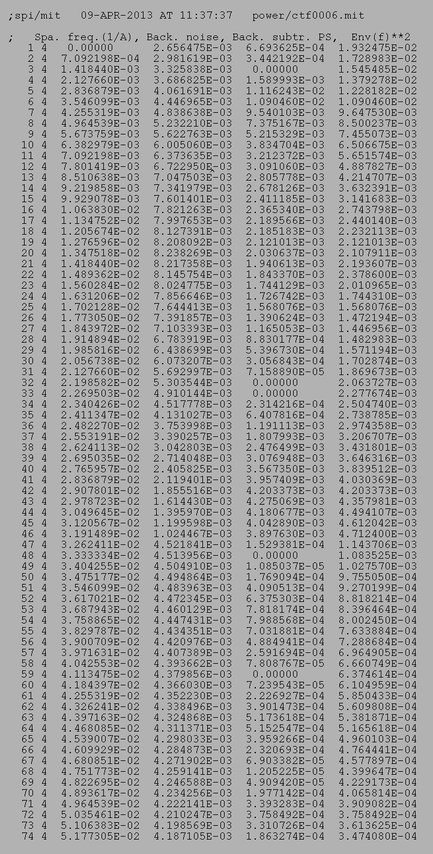 ;spi/mit   09-APR-2013 AT 11:37:37   power/ctf0006.mit
;   Spa. freq.(1/A), Back. noise, Back. subtr. PS,  Env(f)**2
1 4  0.00000      2.656475E-03  6.693625E-04  1.932475E-02
2 4  7.092198E-04  2.981619E-03  3.442192E-04  1.728983E-02
3 4  1.418440E-03  3.325838E-03  0.00000      1.545485E-02
4 4  2.127660E-03  3.686825E-03  1.589993E-03  1.380173E-02
5 4  2.836879E-03  4.061691E-03  1.116243E-02  1.228182E-02
6 4  3.546099E-03  4.446965E-03  1.090460E-02  1.090460E-02
7 4  4.255319E-03  4.838638E-03  9.540103E-03  9.647530E-03
8 4  4.964539E-03  5.232210E-03  7.375167E-03  8.500237E-03
9 4  5.673759E-03  5.622763E-03  5.215329E-03  7.455073E-03
10 4  6.382979E-03  6.005060E-03  3.834704E-03  6.506675E-03
11 4  7.092198E-03  6.373635E-03  3.212372E-03  5.651574E-03
12 4  7.801419E-03  6.722950E-03  3.091060E-03  4.887827E-03
13 4  8.510638E-03  7.047503E-03  2.805778E-03  4.214707E-03
14 4  9.219858E-03  7.341979E-03  2.678126E-03  3.632391E-03
15 4  9.929078E-03  7.601401E-03  2.411185E-03  3.141683E-03
16 4  1.063830E-02  7.821263E-03  2.365340E-03  2.743798E-03
17 4  1.134752E-02  7.997653E-03  2.189566E-03  2.440140E-03
18 4  1.205674E-02  8.127391E-03  2.185183E-03  2.232113E-03
19 4  1.276596E-02  8.208092E-03  2.121013E-03  2.121013E-03
20 4  1.347518E-02  8.238269E-03  2.030637E-03  2.107911E-03
21 4  1.418440E-02  8.217358E-03  1.940613E-03  2.193607E-03
22 4  1.489362E-02  8.145754E-03  1.843370E-03  2.378600E-03
23 4  1.560284E-02  8.024775E-03  1.744129E-03  2.010965E-03
24 4  1.631206E-02  7.856646E-03  1.726742E-03  1.744310E-03
25 4  1.702128E-02  7.644413E-03  1.568076E-03  1.568076E-03
26 4  1.773050E-02  7.391857E-03  1.390624E-03  1.472194E-03
27 4  1.843972E-02  7.103393E-03  1.165053E-03  1.446956E-03
28 4  1.914894E-02  6.783919E-03  8.830177E-04  1.482983E-03
29 4  1.985816E-02  6.438699E-03  5.396730E-04  1.571194E-03
30 4  2.056738E-02  6.073207E-03  3.056843E-04  1.702874E-03
31 4  2.127660E-02  5.692997E-03  7.158890E-05  1.869673E-03
32 4  2.198582E-02  5.303544E-03  0.00000      2.063727E-03
33 4  2.269503E-02  4.910144E-03  0.00000      2.277674E-03
34 4  2.340426E-02  4.517778E-03  2.314216E-04  2.504740E-03
35 4  2.411347E-02  4.131027E-03  6.407816E-04  2.738785E-03
36 4  2.482270E-02  3.753998E-03  1.191113E-03  2.974358E-03
37 4  2.553191E-02  3.390257E-03  1.807993E-03  3.206707E-03
38 4  2.624113E-02  3.042803E-03  2.476499E-03  3.431801E-03
39 4  2.695035E-02  2.714048E-03  3.076948E-03  3.646316E-03
40 4  2.765957E-02  2.405825E-03  3.567350E-03  3.839512E-03
41 4  2.836879E-02  2.119401E-03  3.957409E-03  4.030369E-03
42 4  2.907801E-02  1.855516E-03  4.203373E-03  4.203373E-03
43 4  2.978723E-02  1.614430E-03  4.275069E-03  4.357981E-03
44 4  3.049645E-02  1.395970E-03  4.180677E-03  4.494107E-03
45 4  3.120567E-02  1.199598E-03  4.042890E-03  4.612042E-03
46 4  3.191489E-02  1.024467E-03  3.897630E-03  4.712400E-03
47 4  3.262411E-02  4.521841E-03  1.529381E-04  1.143706E-03
48 4  3.333334E-02  4.513956E-03  0.00000      1.083525E-03
49 4  3.404255E-02  4.504910E-03  1.085037E-05  1.027570E-03
50 4  3.475177E-02  4.494864E-03  1.769094E-04  9.755050E-04
51 4  3.546099E-02  4.483963E-03  4.090513E-04  9.270199E-04
52 4  3.617021E-02  4.472345E-03  6.375303E-04  8.818214E-04
53 4  3.687943E-02  4.460129E-03  7.818174E-04  8.396464E-04
54 4  3.758865E-02  4.447431E-03  7.988568E-04  8.002450E-04
55 4  3.829787E-02  4.434351E-03  7.031881E-04  7.633884E-04
56 4  3.900709E-02  4.420976E-03  4.884941E-04  7.288684E-04
57 4  3.971631E-02  4.407389E-03  2.591694E-04  6.964905E-04
58 4  4.042553E-02  4.393662E-03  7.808767E-05  6.660749E-04
59 4  4.113475E-02  4.379856E-03  0.00000      6.374614E-04
60 4  4.184397E-02  4.366030E-03  7.239543E-05  6.104959E-04
61 4  4.255319E-02  4.352230E-03  2.226927E-04  5.850433E-04
62 4  4.326241E-02  4.338496E-03  3.901473E-04  5.609808E-04
63 4  4.397163E-02  4.324868E-03  5.173618E-04  5.381871E-04
64 4  4.468085E-02  4.311371E-03  5.152547E-04  5.165618E-04
65 4  4.539007E-02  4.298033E-03  3.959266E-04  4.960103E-04
66 4  4.609929E-02  4.284873E-03  2.320693E-04  4.764441E-04
67 4  4.680851E-02  4.271902E-03  6.903382E-05  4.577897E-04
68 4  4.751773E-02  4.259141E-03  1.205225E-05  4.399647E-04
69 4  4.822695E-02  4.246588E-03  4.909420E-05  4.229173E-04
70 4  4.893617E-02  4.234256E-03  1.977142E-04  4.065814E-04
71 4  4.964539E-02  4.222141E-03  3.393283E-04  3.909082E-04
72 4  5.035461E-02  4.210247E-03  3.758492E-04  3.758492E-04
73 4  5.106383E-02  4.198569E-03  3.310726E-04  3.613625E-04
74 4  5.177305E-02  4.187105E-03  1.863274E-04  3.474080E-04